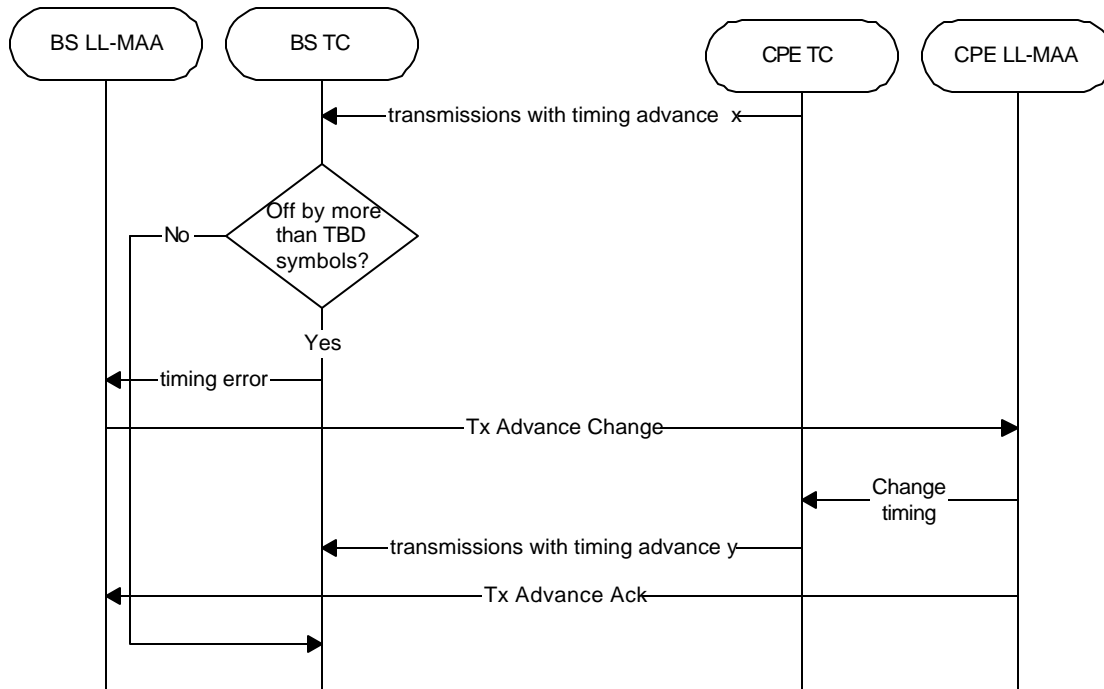 BS LL-MAA
BS TC
CPE TC
CPE LL-MAA
transmissions with timing advance x
Off by more
than TBD
symbols?
No
Yes
timing error
Tx Advance Change
Change
timing
transmissions with timing advance y
Tx Advance Ack